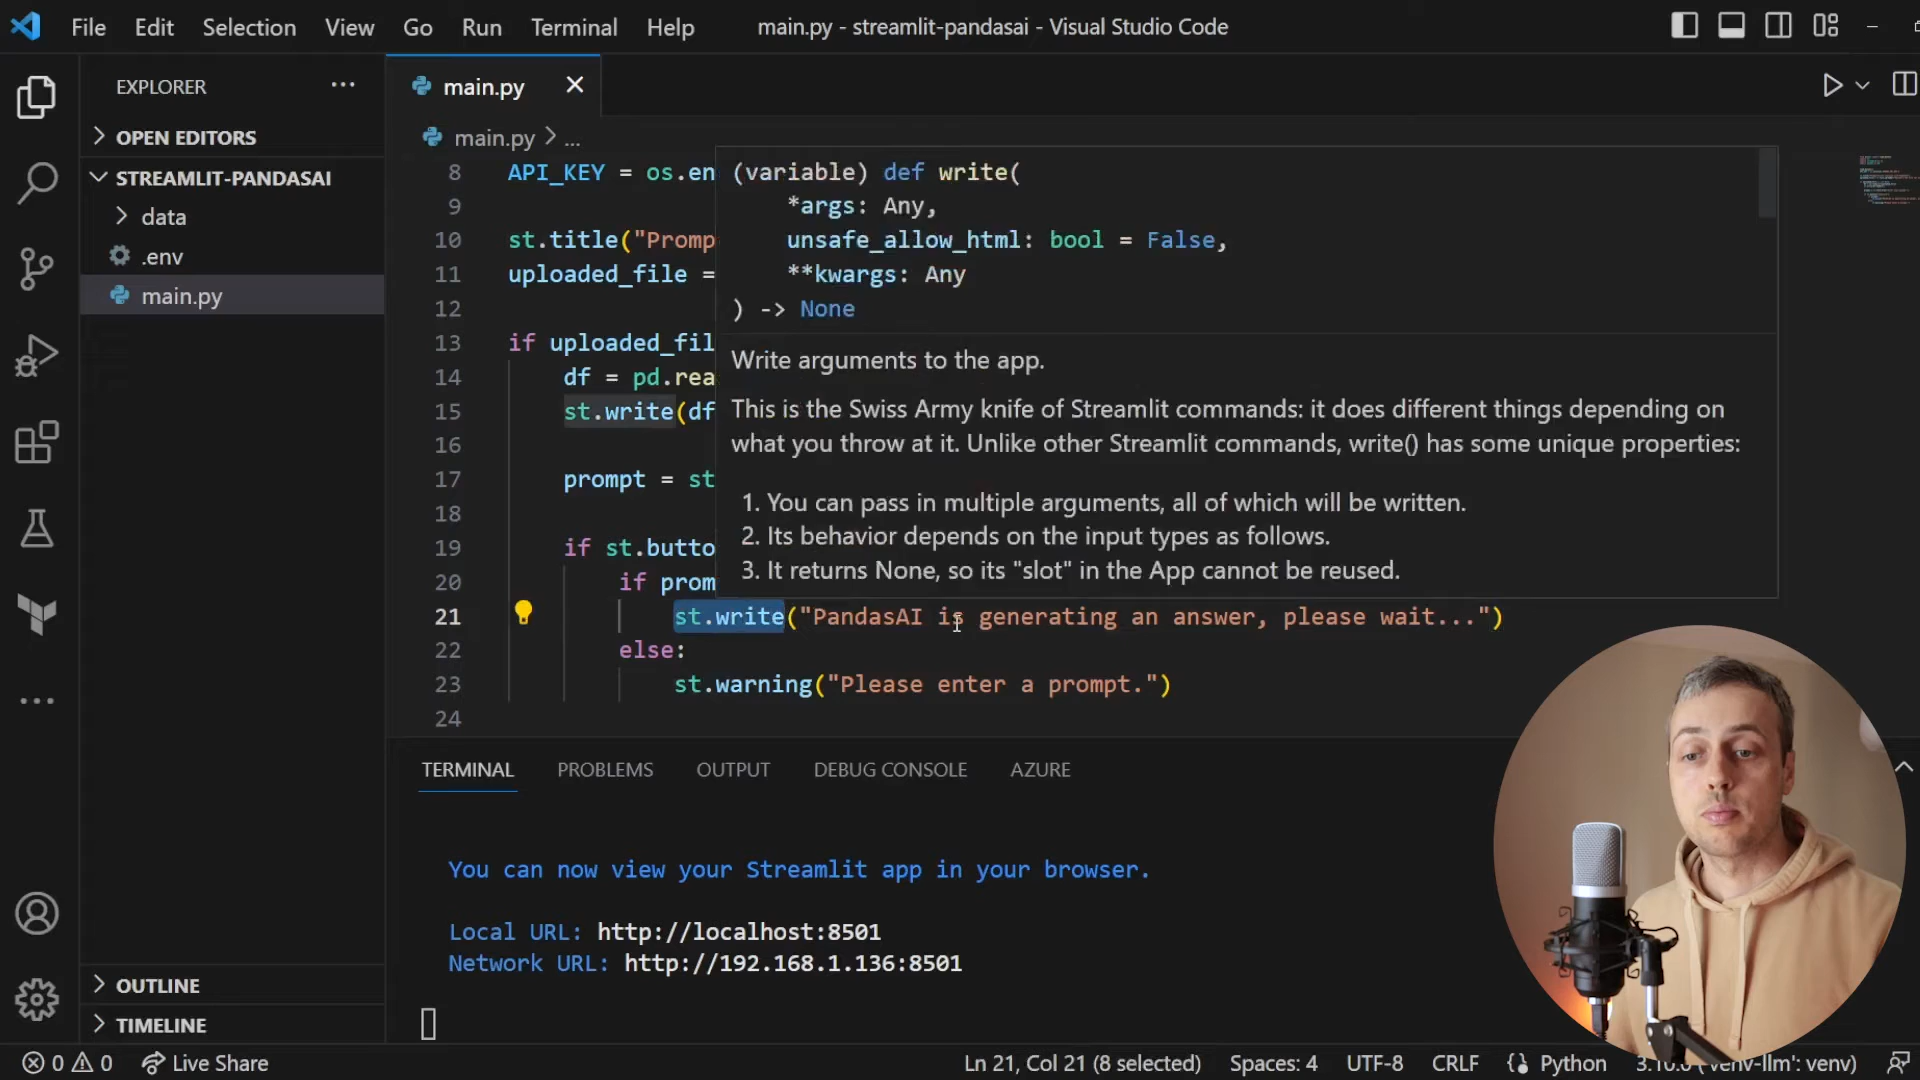 File Edit Selection View Go Run Terminal Help main.py - streamlit-pandasai - Visual Studio Code
EXPLORER ...
OPEN EDITORS
STREAMLIT-PANDASAI
data
.env
main.py
OUTLINE
TIMELINE
main.py
main.py > ...
8 API_KEY = os.en
9
10 st.title("Promp
11 uploaded_file =
12
13 if uploaded_fil
14 df = pd.rea
15 st.write(df
16
17 prompt = st
18
19 if st.butto
20 if prom
21 st.write("PandasAI is generating an answer, please wait...")
22 else:
23 st.warning("Please enter a prompt.")
24
(variable) def write(
*args: Any,
unsafe_allow_html: bool = False,
**kwargs: Any
) -> None
Write arguments to the app.
This is the Swiss Army knife of Streamlit commands: it does different things depending on
what you throw at it. Unlike other Streamlit commands, write() has some unique properties:
1. You can pass in multiple arguments, all of which will be written.
2. Its behavior depends on the input types as follows.
3. It returns None, so its "slot" in the App cannot be reused.
TERMINAL PROBLEMS OUTPUT DEBUG CONSOLE AZURE
You can now view your Streamlit app in your browser.
Local URL: http://localhost:8501
Network URL: http://192.168.1.136:8501
0 0 Live Share Ln 21, Col 21 (8 selected) Spaces: 4 UTF-8 CRLF {} Python ('venv-llm': venv)